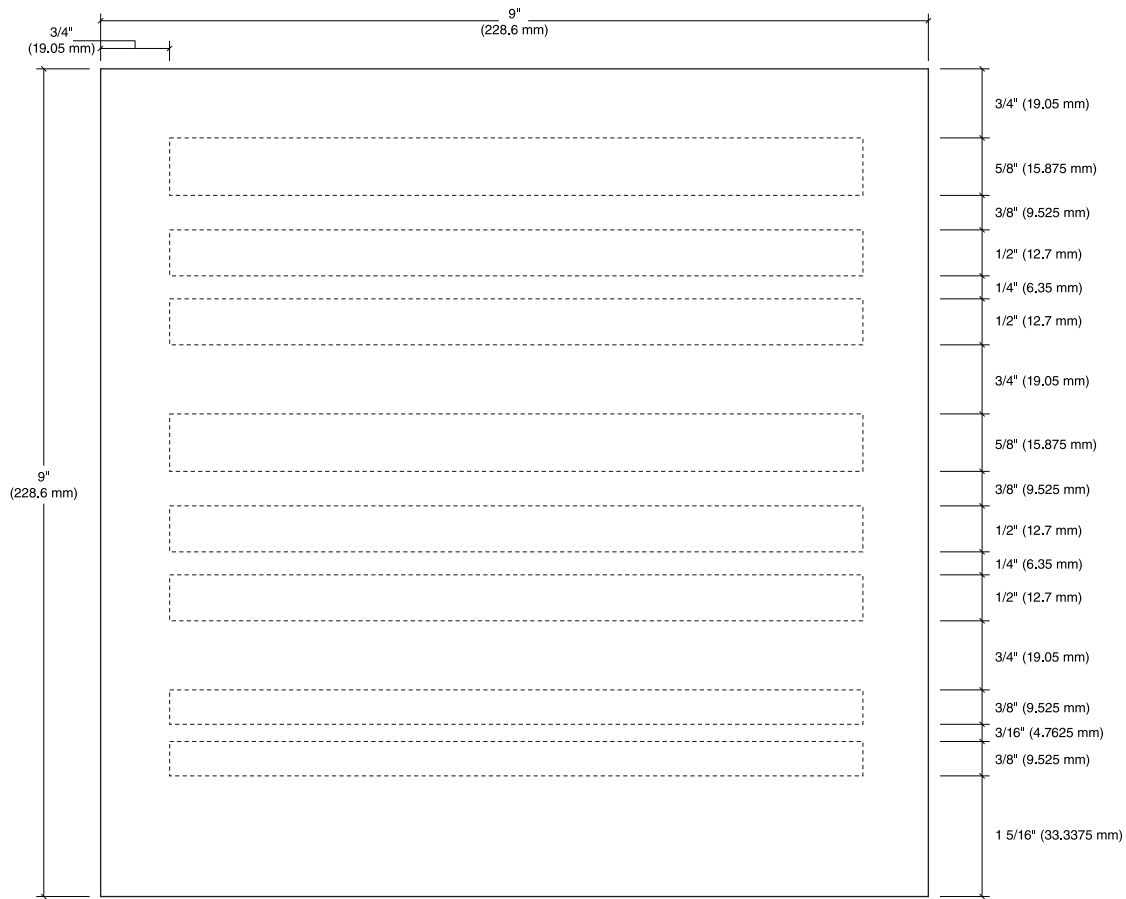 9"
(228.6 mm)
3/4"
(19.05 mm)
3/4" (19.05 mm)
5/8" (15.875 mm)
3/8" (9.525 mm)
1/2" (12.7 mm)
1/4" (6.35 mm)
1/2" (12.7 mm)
3/4" (19.05 mm)
5/8" (15.875 mm)
9"
(228.6 mm)
3/8" (9.525 mm)
1/2" (12.7 mm)
1/4" (6.35 mm)
1/2" (12.7 mm)
3/4" (19.05 mm)
3/8" (9.525 mm)
3/16" (4.7625 mm)
3/8" (9.525 mm)
1 5/16" (33.3375 mm)